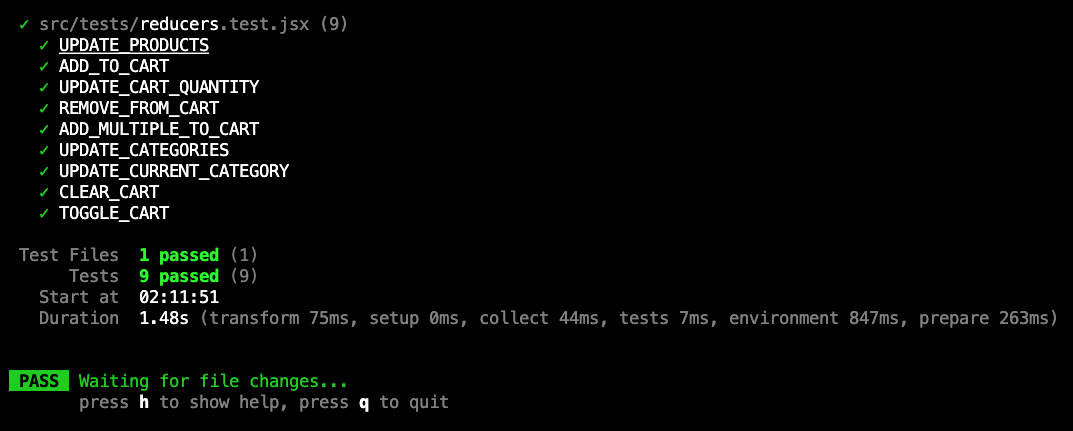 ✓ src/tests/reducers.test.jsx (9)
✓ UPDATE_PRODUCTS
✓ ADD_TO_CART
✓ UPDATE_CART_QUANTITY
✓ REMOVE_FROM_CART
✓ ADD_MULTIPLE_TO_CART
✓ UPDATE_CATEGORIES
✓ UPDATE_CURRENT_CATEGORY
✓ CLEAR_CART
✓ TOGGLE_CART
Test Files 1 passed (1)
Tests 9 passed (9)
Start at 02:11:51
Duration 1.48s (transform 75ms, setup 0ms, collect 44ms, tests 7ms, environment 847ms, prepare 263ms)
PASS Waiting for file changes...
press h to show help, press q to quit